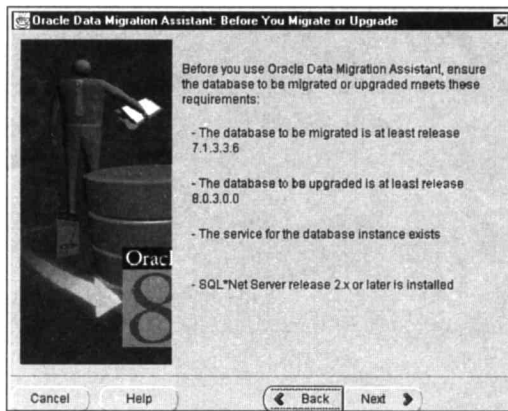 Oracle Data Migration Assistant: Before You Migrate or Upgrade
Before you use Oracle Data Migration Assistant, ensure
the database to be migrated or upgraded meets these
requirements:
- The database to be migrated is at least release
7.1.3.3.6
- The database to be upgraded is at least release
8.0.3.0.0
- The service for the database instance exists
- SQL*Net Server release 2.x or later is installed
Orac
8
Cancel
Help
Back
Next